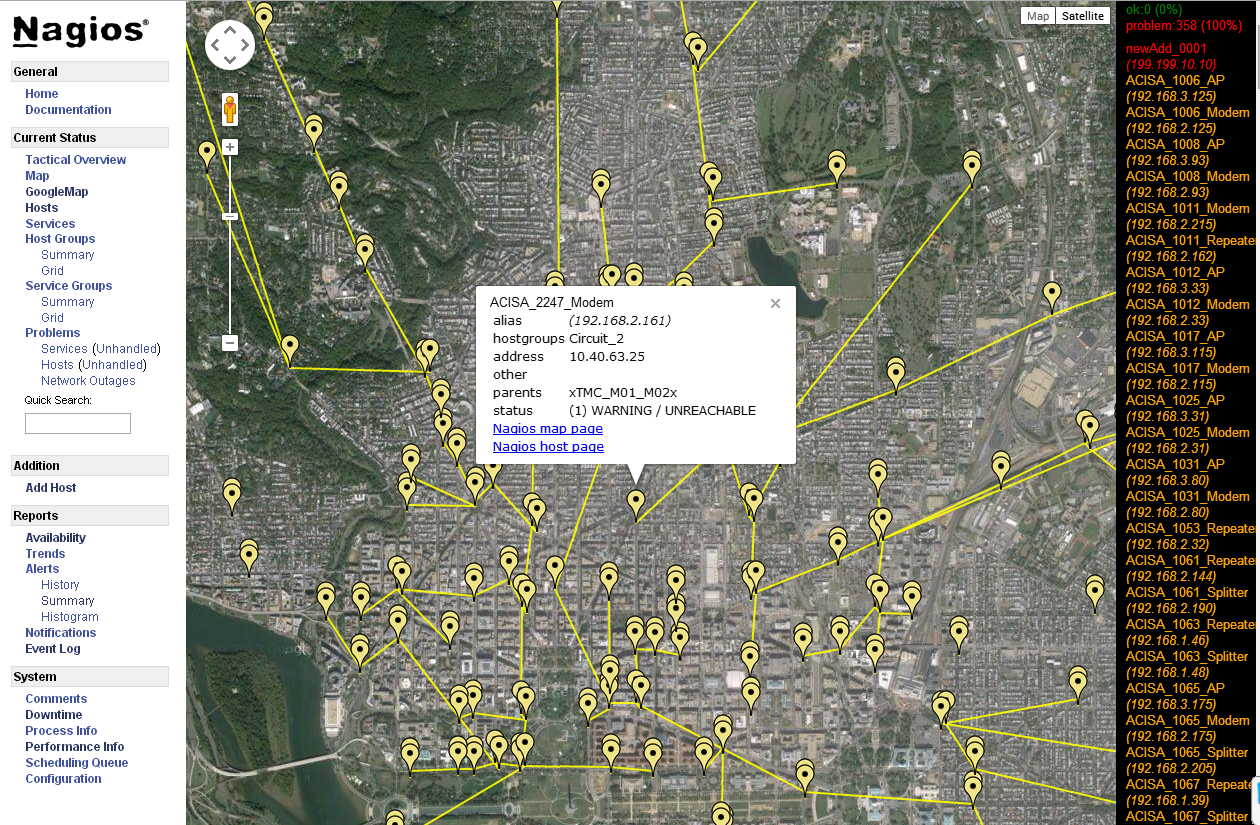 Nagios®
General
Home
Documentation
Current Status
Tactical Overview
Map
GoogleMap
Hosts
Services
Host Groups
Summary
Grid
Service Groups
Summary
Grid
Problems
Services (Unhandled)
Hosts (Unhandled)
Network Outages
Quick Search:
Addition
Add Host
Reports
Availability
Trends
Alerts
History
Summary
Histogram
Notifications
Event Log
System
Comments
Downtime
Process Info
Performance Info
Scheduling Queue
Configuration
Map Satellite
ACISA_2247_Modem
alias (192.168.2.161)
hostgroups Circuit_2
address 10.40.63.25
other
parents xTMC_M01_M02x
status (1) WARNING / UNREACHABLE
Nagios map page
Nagios host page
ok:0 (0%)
problem:358 (100%)
newAdd_0001
(199.199.10.10)
ACISA_1006_AP
(192.168.3.125)
ACISA_1006_Modem
(192.168.2.125)
ACISA_1008_AP
(192.168.3.93)
ACISA_1008_Modem
(192.168.2.93)
ACISA_1011_Modem
(192.168.2.215)
ACISA_1011_Repeate
(192.168.2.162)
ACISA_1012_AP
(192.168.3.33)
ACISA_1012_Modem
(192.168.2.33)
ACISA_1017_AP
(192.168.3.115)
ACISA_1017_Modem
(192.168.2.115)
ACISA_1025_AP
(192.168.3.31)
ACISA_1025_Modem
(192.168.2.31)
ACISA_1031_AP
(192.168.3.80)
ACISA_1031_Modem
(192.168.2.80)
ACISA_1053_Repeate
(192.168.2.32)
ACISA_1061_Repeate
(192.168.2.144)
ACISA_1061_Splitter
(192.168.2.190)
ACISA_1063_Repeate
(192.168.1.46)
ACISA_1063_Splitter
(192.168.1.48)
ACISA_1065_AP
(192.168.3.175)
ACISA_1065_Modem
(192.168.2.175)
ACISA_1065_Splitter
(192.168.2.205)
ACISA_1067_Repeate
(192.168.1.39)
ACISA_1067_Splitter